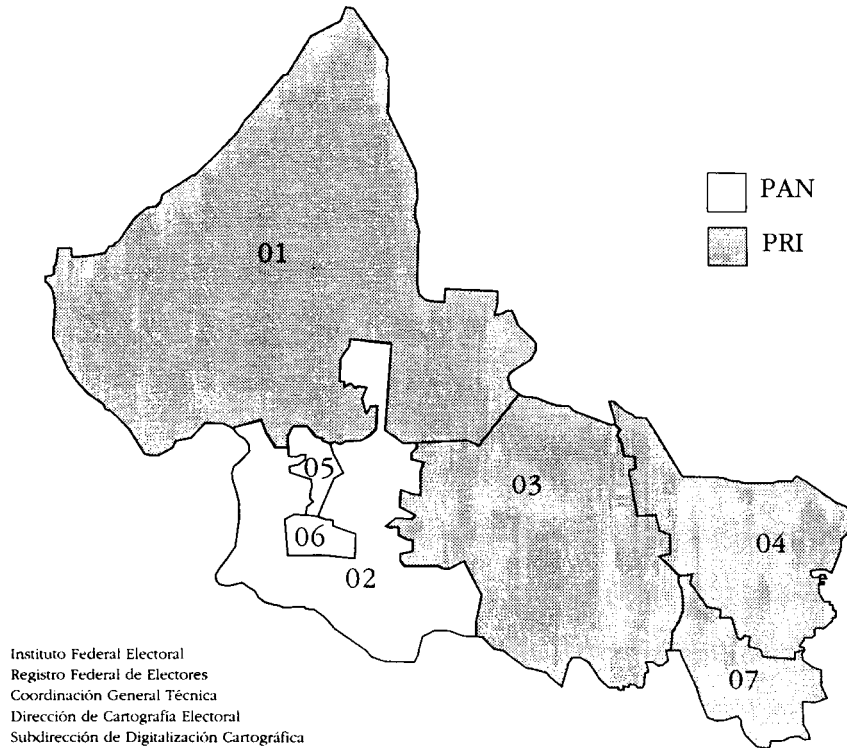 PAN
PRI
01
05
03
06
04
02
07
Instituto Federal Electoral
Registro Federal de Electores
Coordinación General Técnica
Dirección de Cartografía Electoral
Subdirección de Digitalización Cartográfica